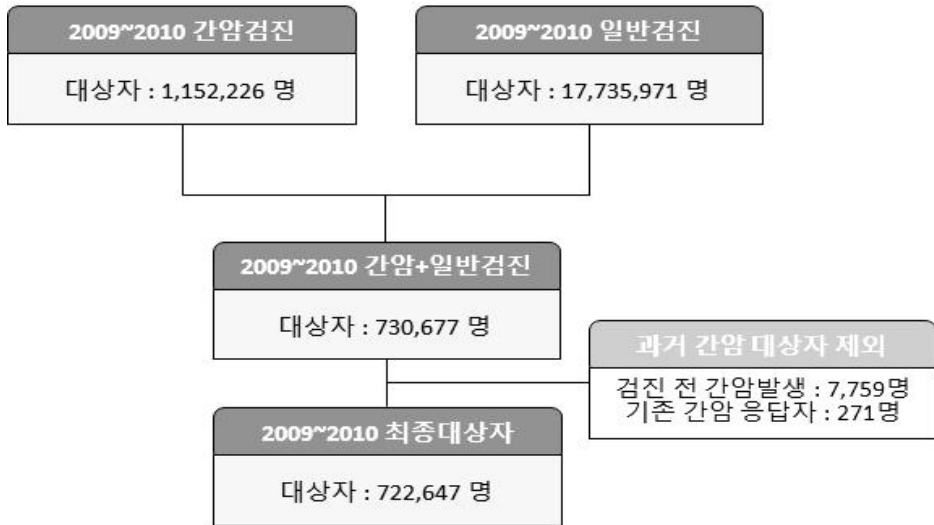 2009~2010 간암검진
대상자 : 1,152,226 명
2009~2010 일반검진
대상자 : 17,735,971 명
2009~2010 간암+일반검진
대상자 : 730,677 명
과거 간암 대상자 제외
검진 전 간암발생 : 7,759명
기존 간암 응답자 : 271명
2009~2010 최종대상자
대상자 : 722,647 명